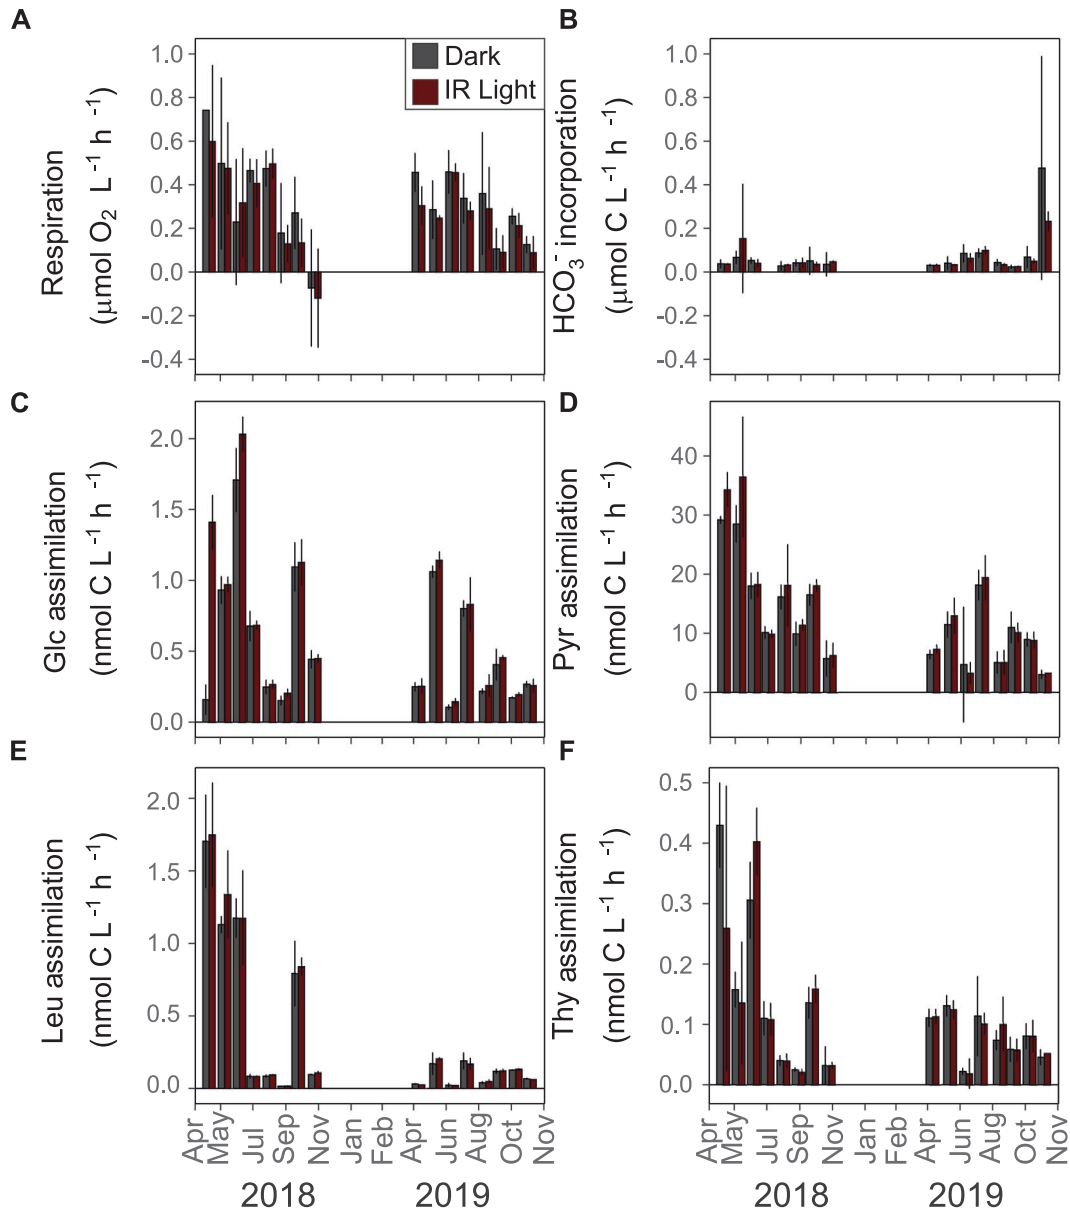 A
Respiration
(μmol O2 L-1 h -1)
1.0
0.8
0.6
0.4
0.2
0.0
-0.2
-0.4
Dark
IR Light
B
HCO3- incorporation
(μmol C L-1 h -1)
1.0
0.8
0.6
0.4
0.2
0.0
-0.2
-0.4
C
Glc assimilation
(nmol C L-1 h -1)
2.0
1.5
1.0
0.5
0.0
D
Pyr assimilation
(nmol C L-1 h -1)
40
30
20
10
0
E
Leu assimilation
(nmol C L-1 h -1)
2.0
1.5
1.0
0.5
0.0
Apr May Jul Sep Nov Jan Feb Apr Jun Aug Oct Nov
2018 2019
F
Thy assimilation
(nmol C L-1 h -1)
0.5
0.4
0.3
0.2
0.1
0.0
Apr May Jul Sep Nov Jan Feb Apr Jun Aug Oct Nov
2018 2019